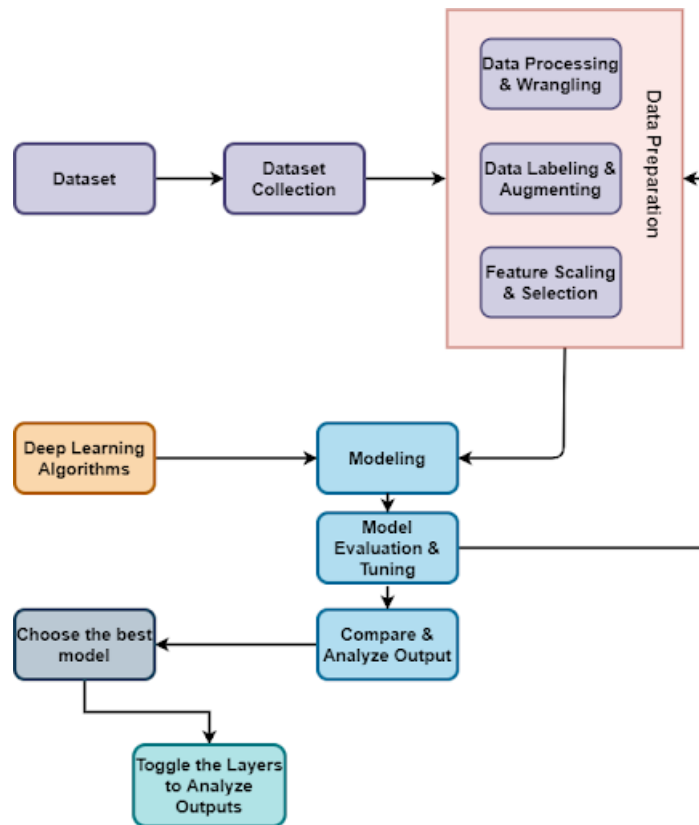 Data Processing
& Wrangling
Data Preparation
Dataset
Dataset
Collection
Data Labeling &
Augmenting
Feature Scaling
& Selection
Deep Learning
Algorithms
Modeling
Model
Evaluation &
Tuning
Choose the best
model
Compare &
Analyze Output
Toggle the Layers
to Analyze
Outputs